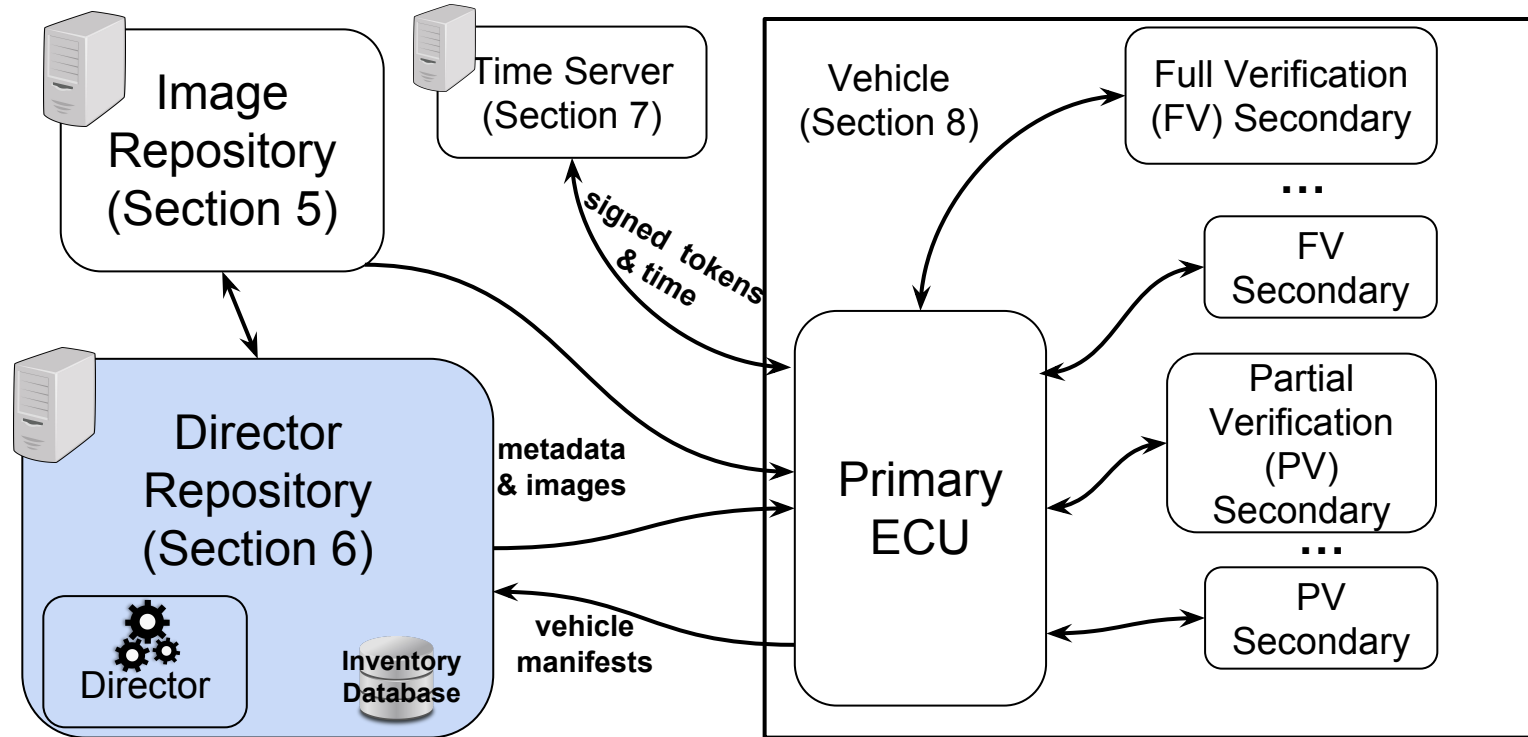 Image
Repository
(Section 5)
Time Server
(Section 7)
signed tokens
& time
Vehicle
(Section 8)
Full Verification
(FV) Secondary
...
FV
Secondary
Partial
Verification
(PV)
Secondary
...
PV
Secondary
Primary
ECU
Director
Repository
(Section 6)
metadata
& images
vehicle
manifests
Director
Inventory
Database